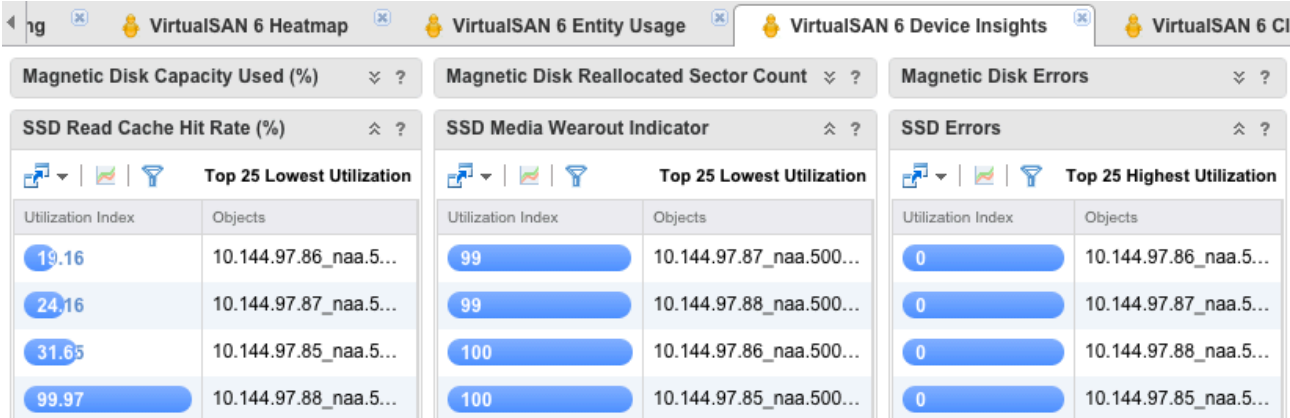 ng VirtualSAN 6 Heatmap VirtualSAN 6 Entity Usage VirtualSAN 6 Device Insights VirtualSAN 6 Cl
Magnetic Disk Capacity Used (%) ? Magnetic Disk Reallocated Sector Count ? Magnetic Disk Errors ?
SSD Read Cache Hit Rate (%) ?
Top 25 Lowest Utilization
Utilization Index Objects
19.16 10.144.97.86_naa.5...
24.16 10.144.97.87_naa.5...
31.65 10.144.97.85_naa.5...
99.97 10.144.97.88_naa.5...
SSD Media Wearout Indicator ?
Top 25 Lowest Utilization
Utilization Index Objects
99 10.144.97.87_naa.500...
99 10.144.97.88_naa.500...
100 10.144.97.86_naa.500...
100 10.144.97.85_naa.500...
SSD Errors ?
Top 25 Highest Utilization
Utilization Index Objects
0 10.144.97.86_naa.5...
0 10.144.97.87_naa.5...
0 10.144.97.88_naa.5...
0 10.144.97.85_naa.5...